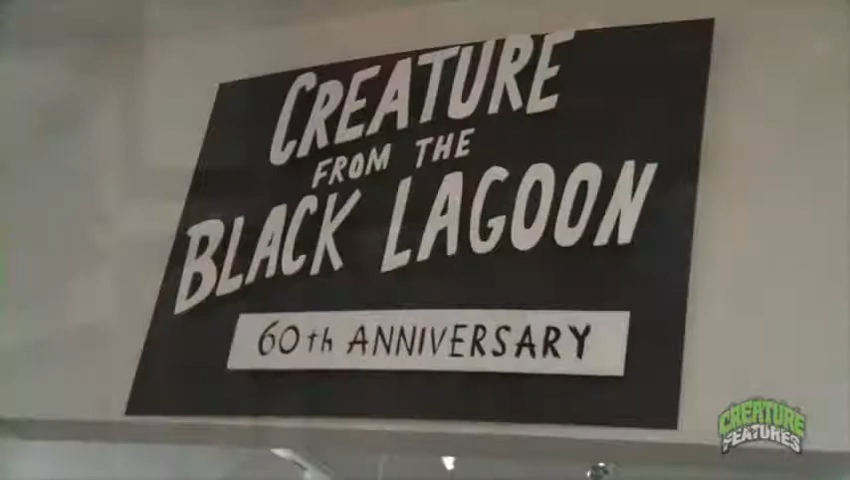 CREATURE
FROM THE
BLACK LAGOON
60th ANNIVERSARY
CREATURE
FEATURES